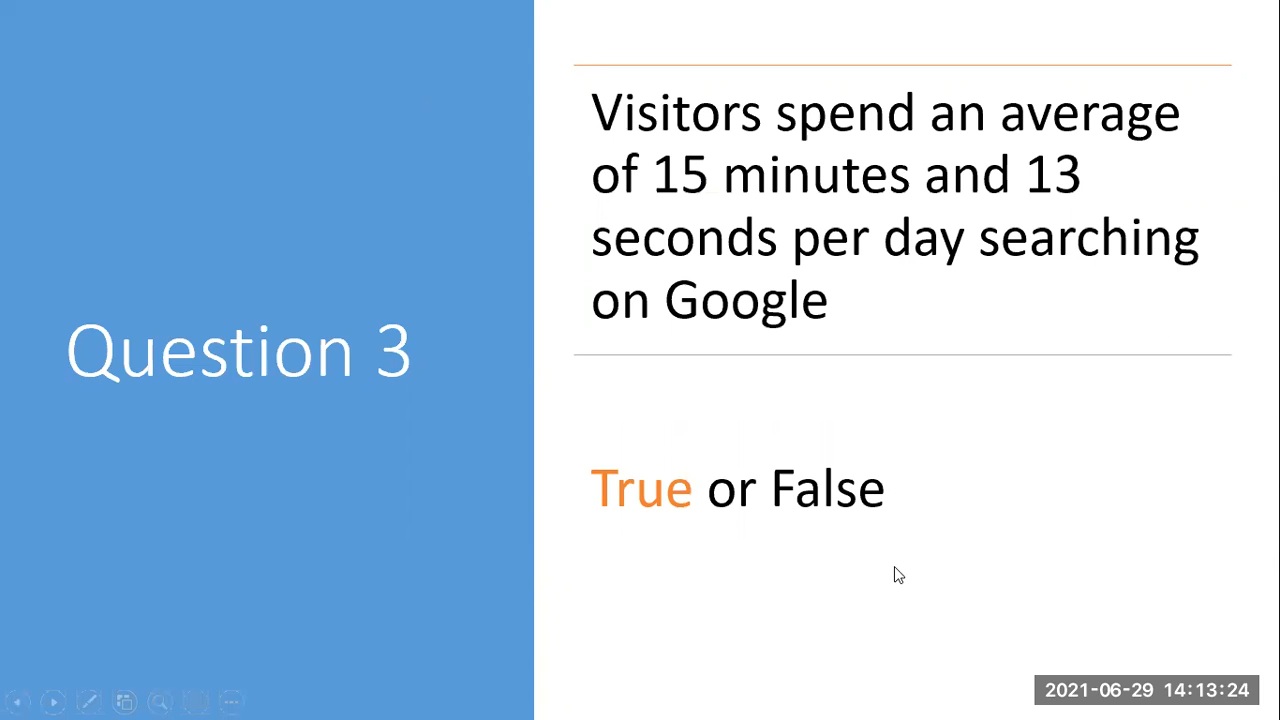 Question 3
Visitors spend an average
of 15 minutes and 13
seconds per day searching
on Google
True or False
2021-06-29 14:13:24